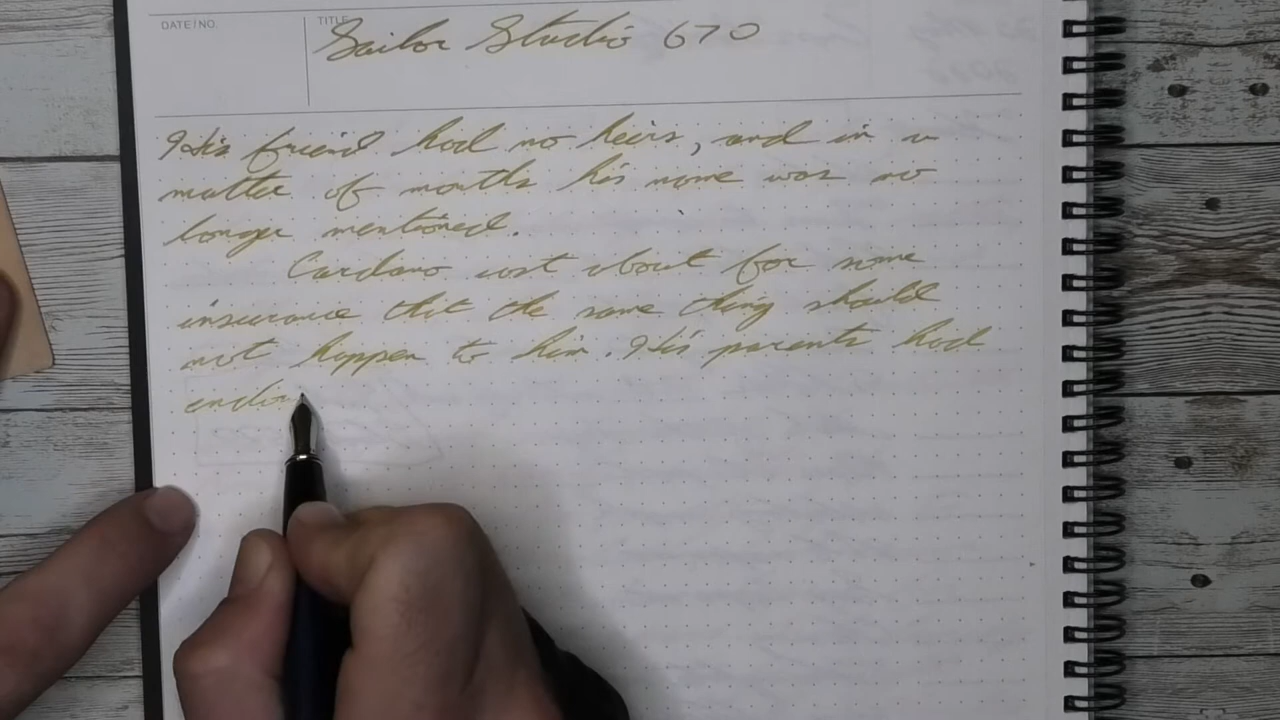 DATE/NO.
TITLE
Sailor Studio 670
His friend had no heirs, and in a
matter of months his name was no
longer mentioned.
Cardano cast about for some
insurance that the same thing should
not happen to him. His parents had
endo